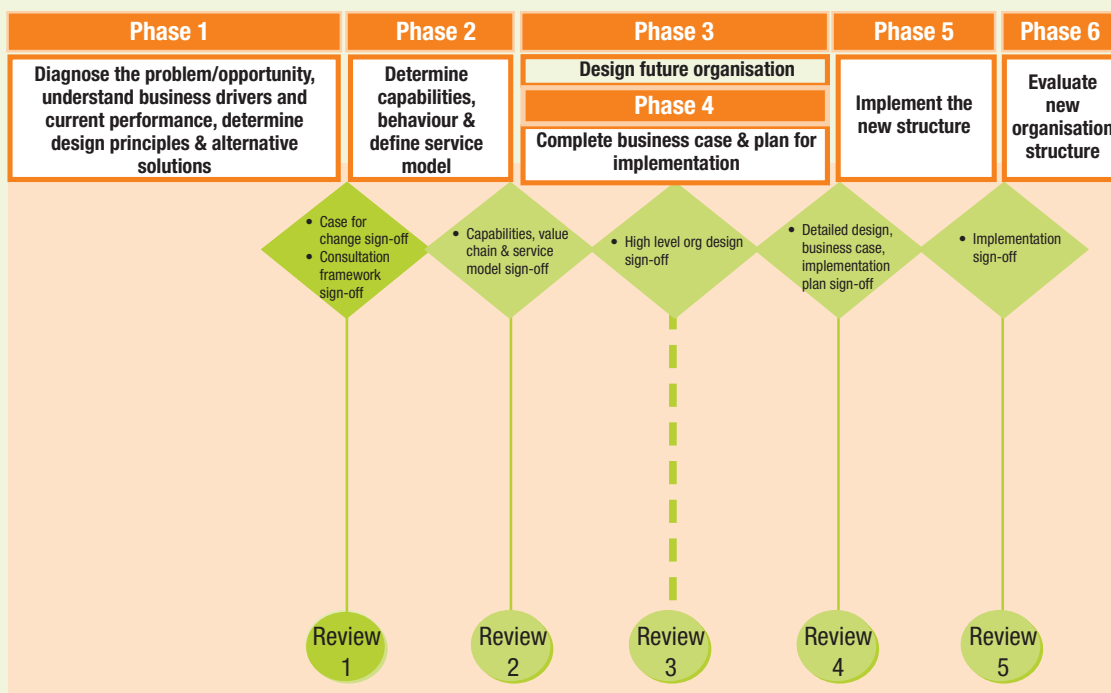 Phase 1
Phase 2
Phase 3
Phase 5
Phase 6
Diagnose the problem/opportunity,
understand business drivers and
current performance, determine
design principles & alternative
solutions
Determine
capabilities,
behaviour &
define service
model
Design future organisation
Phase 4
Complete business case & plan for
implementation
Implement the
new structure
Evaluate
new
organisation
structure
• Case for
change sign-off
• Consultation
framework
sign-off
• Capabilities, value
chain & service
model sign-off
• High level org design
sign-off
• Detailed design,
business case,
implementation
plan sign-off
• Implementation
sign-off
Review
1
Review
2
Review
3
Review
4
Review
5